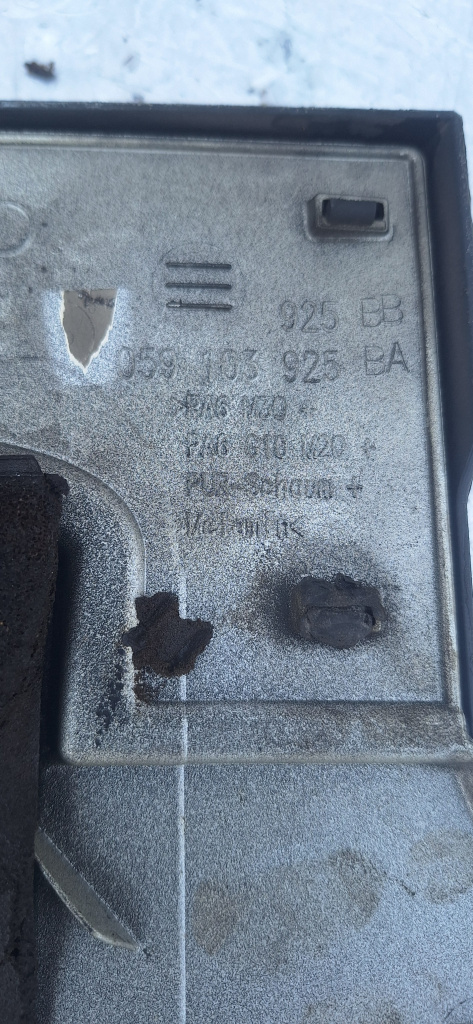 925 BB
059 103 925 BA
>PA6 M30 +
PA6 GF10 M20 +
PUR-Schaum +